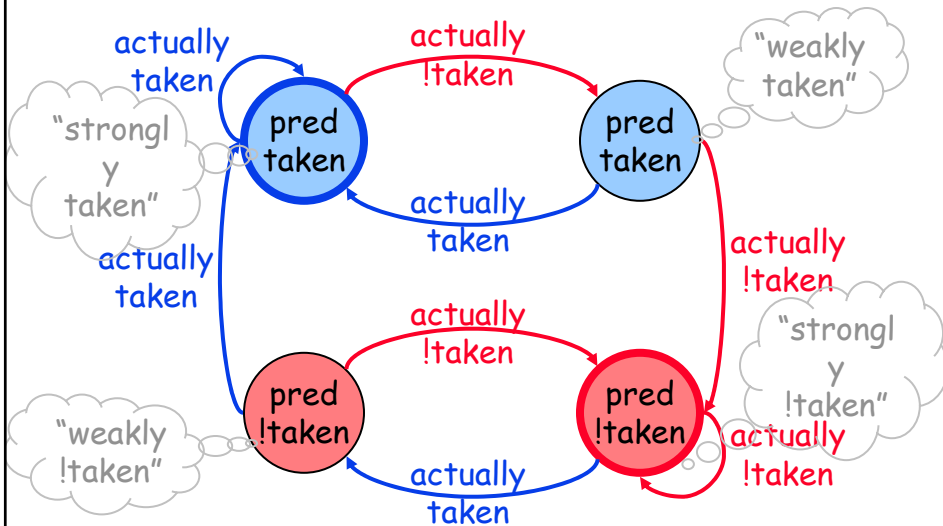 actually
taken
actually
!taken
“weakly
taken”
“strongl
y
taken”
pred
taken
pred
taken
actually
taken
actually
taken
actually
!taken
actually
!taken
“strongl
y
!taken”
pred
!taken
pred
!taken
“weakly
!taken”
actually
!taken
actually
taken